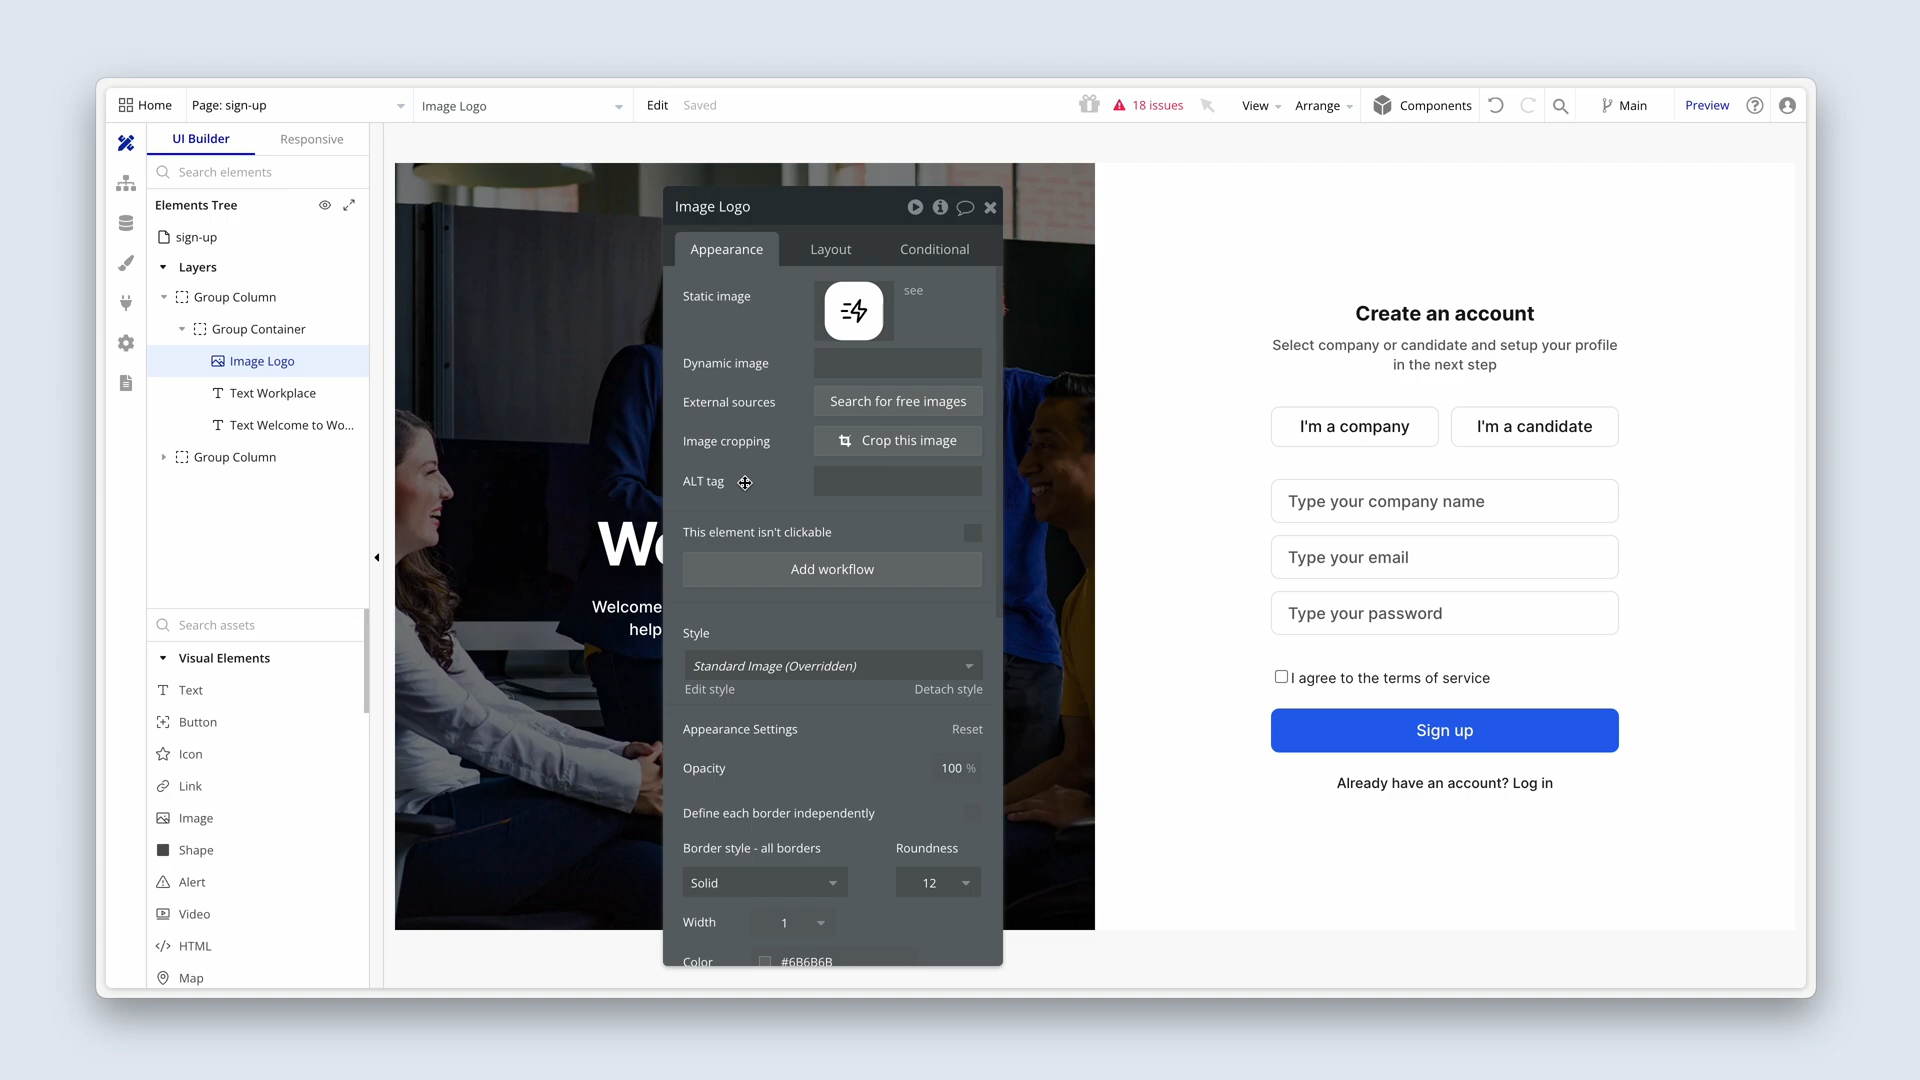 Home
Page: sign-up
Image Logo
Edit
Saved
18 issues
View
Arrange
Components
Main
Preview
UI Builder
Responsive
Search elements
Elements Tree
sign-up
Layers
Group Column
Group Container
Image Logo
Text Workplace
Text Welcome to Wo...
Group Column
Search assets
Visual Elements
Text
Button
Icon
Link
Image
Shape
Alert
Video
HTML
Map
Welcome
help
Image Logo
Appearance
Layout
Conditional
Static image
see
Dynamic image
External sources
Search for free images
Image cropping
Crop this image
ALT tag
This element isn't clickable
Add workflow
Style
Standard Image (Overridden)
Edit style
Detach style
Appearance Settings
Reset
Opacity
100 %
Define each border independently
Border style - all borders
Roundness
Solid
12
Width
1
Color
#6B6B6B
Create an account
Select company or candidate and setup your profile
in the next step
I'm a company
I'm a candidate
Type your company name
Type your email
Type your password
I agree to the terms of service
Sign up
Already have an account? Log in